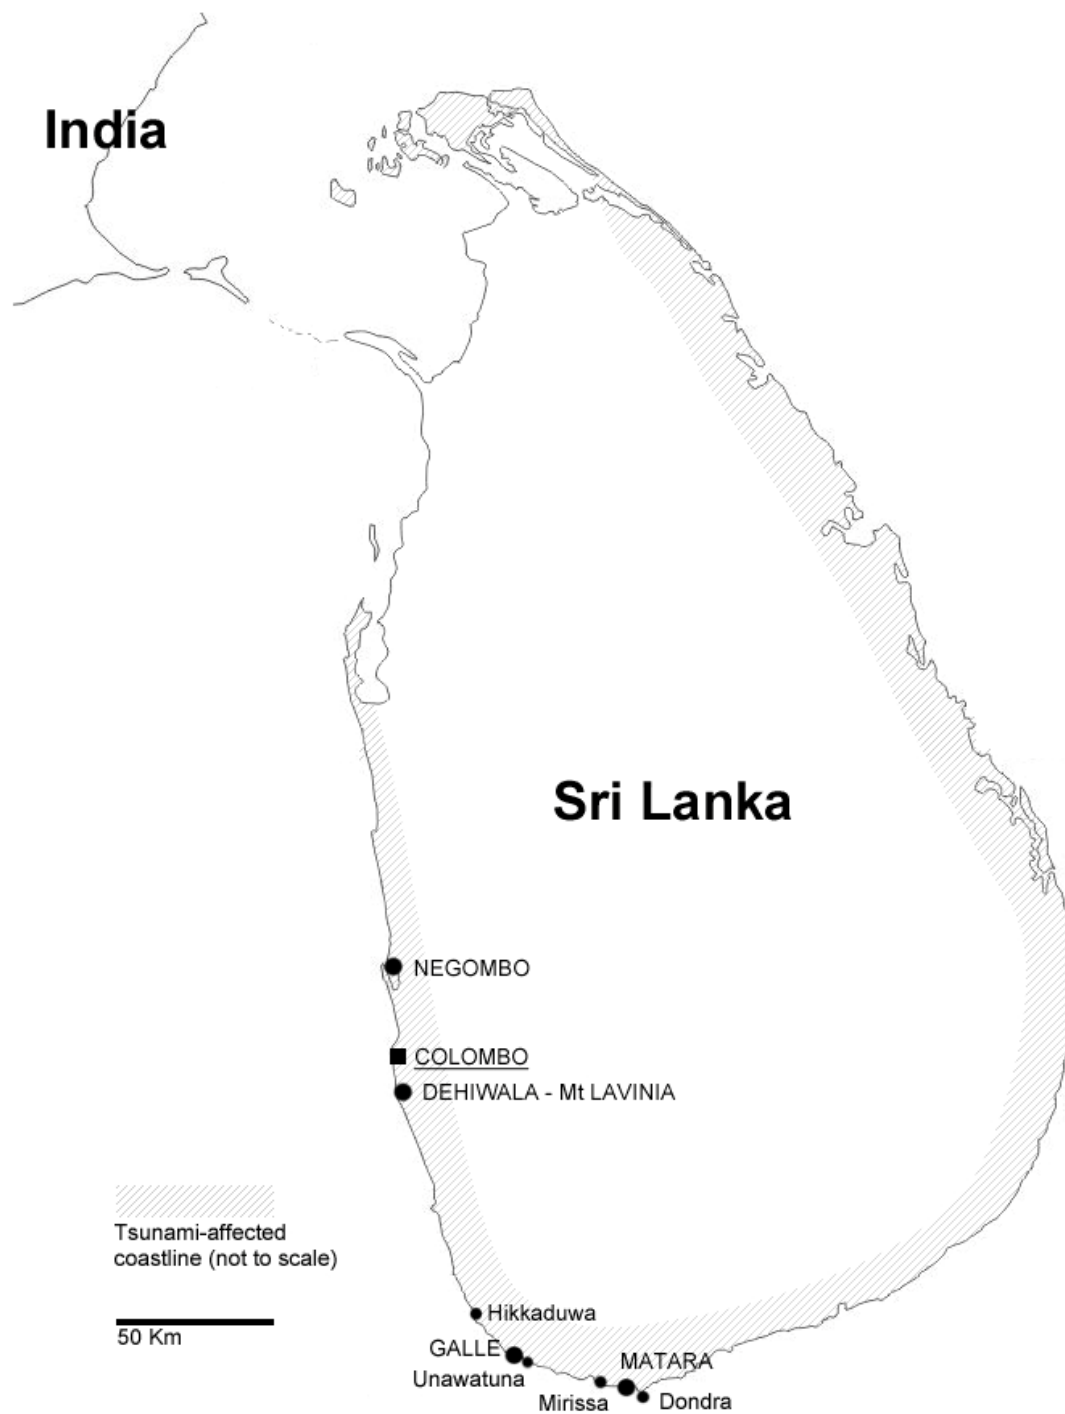 India
Sri Lanka
NEGOMBO
COLOMBO
DEHIWALA - Mt LAVINIA
Tsunami-affected
coastline (not to scale)
50 Km
Hikkaduwa
GALLE
Unawatuna
MATARA
Mirissa
Dondra